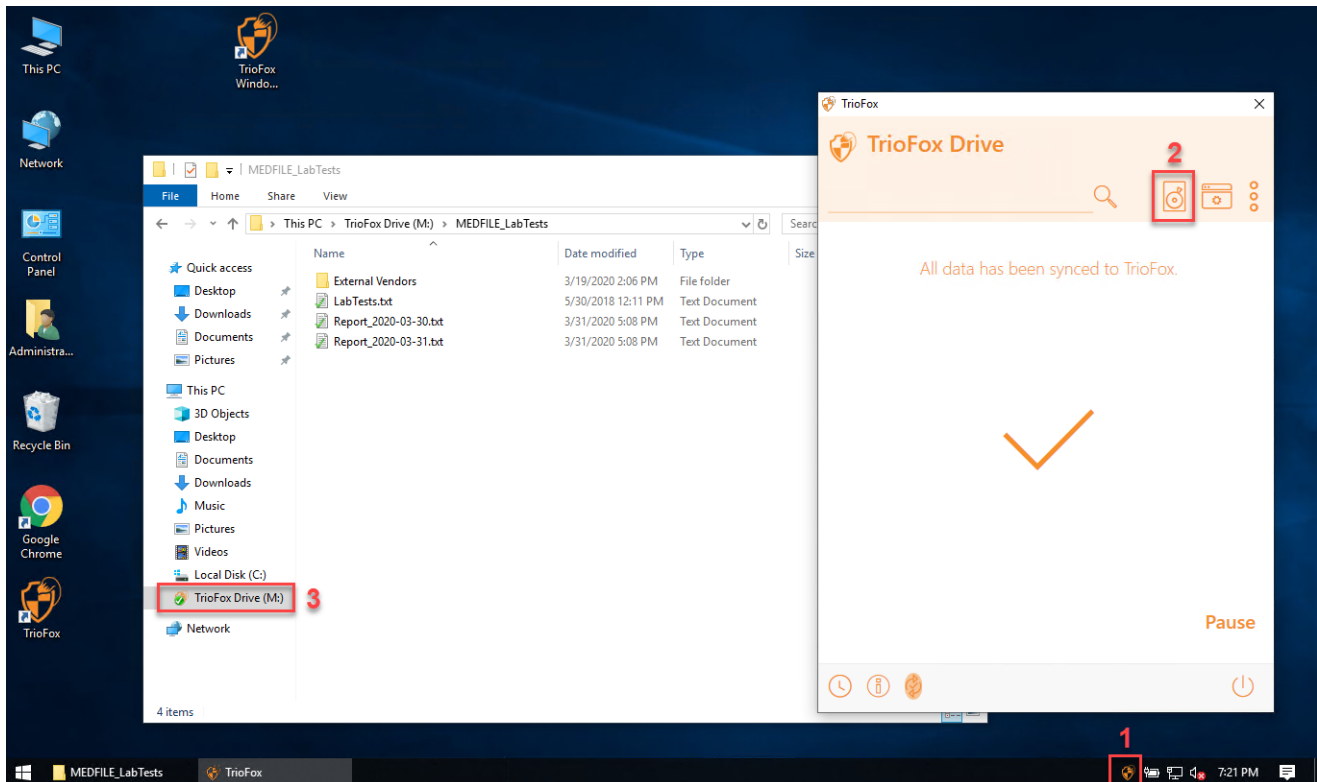 This PC
TrioFox
Windo...
Network
Control
Panel
Administra...
Recycle Bin
Google
Chrome
TrioFox
MEDFILE_LabTests
File Home Share View
This PC > TrioFox Drive (M:) > MEDFILE_LabTests
Searc
Name Date modified Type Size
Quick access
Desktop
Downloads
Documents
Pictures
This PC
3D Objects
Desktop
Documents
Downloads
Music
Pictures
Videos
Local Disk (C:)
TrioFox Drive (M:)
3
Network
External Vendors 3/19/2020 2:06 PM File folder
LabTests.txt 5/30/2018 12:11 PM Text Document
Report_2020-03-30.txt 3/31/2020 5:08 PM Text Document
Report_2020-03-31.txt 3/31/2020 5:08 PM Text Document
4 items
TrioFox
TrioFox Drive
2
All data has been synced to TrioFox.
Pause
1
MEDFILE_LabTests
TrioFox
7:21 PM